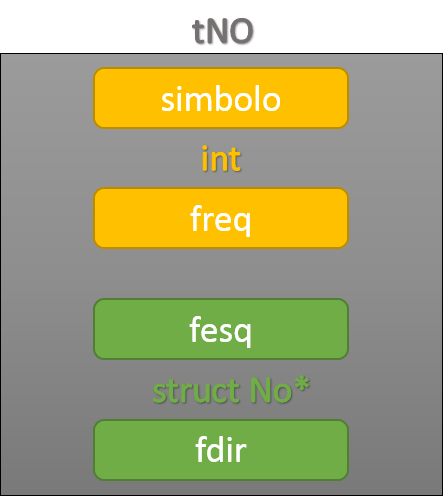 tNO
simbolo
int
freq
fesq
struct No*
fdir